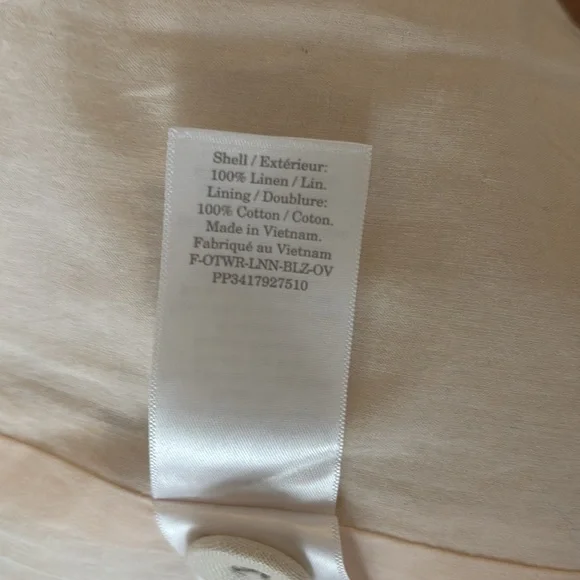 Shell / Extérieur:
100% Linen / Lin.
Lining / Doublure:
100% Cotton / Coton.
Made in Vietnam.
Fabriqué au Vietnam
F-OTWR-LNN-BLZ-OV
PP3417927510